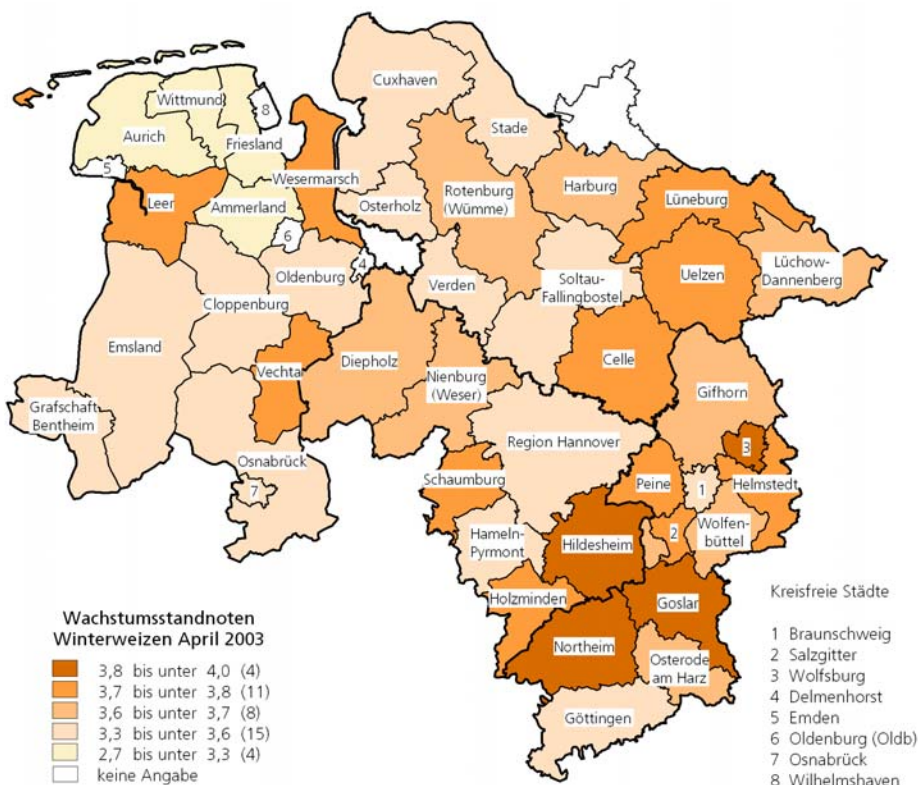 Cuxhaven
Wittmund
8
Stade
Aurich
Friesland
5
Wesermarsch
Harburg
Leer
Ammerland
Osterholz
Rotenburg
(Wümme)
Lüneburg
6
4
Oldenburg
Verden
Soltau-
Fallingbostel
Uelzen
Lüchow-
Dannenberg
Cloppenburg
Emsland
Vechta
Diepholz
Celle
Nienburg
(Weser)
Gifhorn
Grafschaft
Bentheim
Region Hannover
3
Osnabrück
Schaumburg
Peine
1
Helmstedt
7
Hameln-
Pyrmont
Hildesheim
2
Wolfen-
büttel
Holzminden
Goslar
Northeim
Osterode
am Harz
Göttingen
Wachstumsstandnoten
Winterweizen April 2003
3,8 bis unter 4,0 (4)
3,7 bis unter 3,8 (11)
3,6 bis unter 3,7 (8)
3,3 bis unter 3,6 (15)
2,7 bis unter 3,3 (4)
keine Angabe
Kreisfreie Städte
1 Braunschweig
2 Salzgitter
3 Wolfsburg
4 Delmenhorst
5 Emden
6 Oldenburg (Oldb)
7 Osnabrück
8 Wilhelmshaven